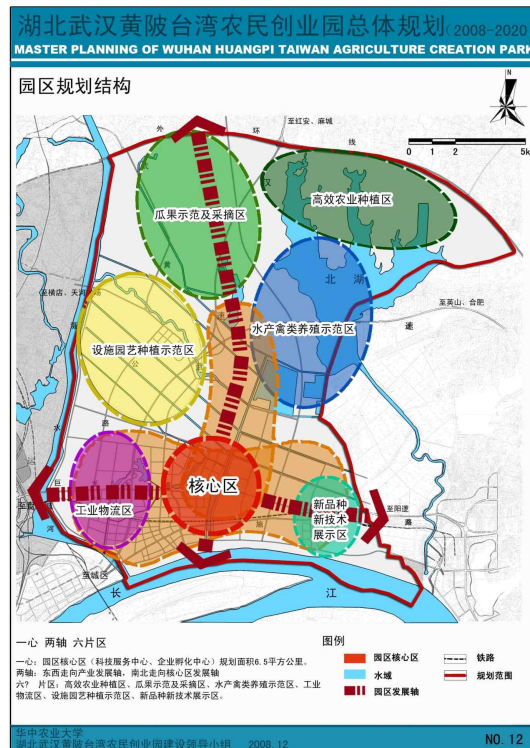 湖北武汉黄陂台湾农民创业园总体规划(2008-2020
MASTER PLANNING OF WUHAN HUANGPI TAIWAN AGRICULTURE CREATION PARK
园区规划结构
N
至红安、麻城
外 环 线
0 1 2 5k
汉
高效农业种植区
瓜果示范及采摘区
黄
北 湖
至横店、天河
至英山、合肥
水产禽类养殖示范区
设施园艺种植示范区
公
路
水
巨
核心区
工业物流区
新品种
新技术
展示区
至阳逻
路
施
河
至城区
长 江
一心 两轴 六片区
一心：园区核心区（科技服务中心、企业孵化中心）规划面积6.5平方公里。
两轴：东西走向产业发展轴，南北走向核心区发展轴
六? 片区：高效农业种植区、瓜果示范及采摘区、水产禽类养殖示范区、工业
物流区、设施园艺种植示范区、新品种新技术展示区。
图例
园区核心区 铁路
水域 规划范围
园区发展轴
华中农业大学
湖北武汉黄陂台湾农民创业园建设领导小组 2008.12
NO.12